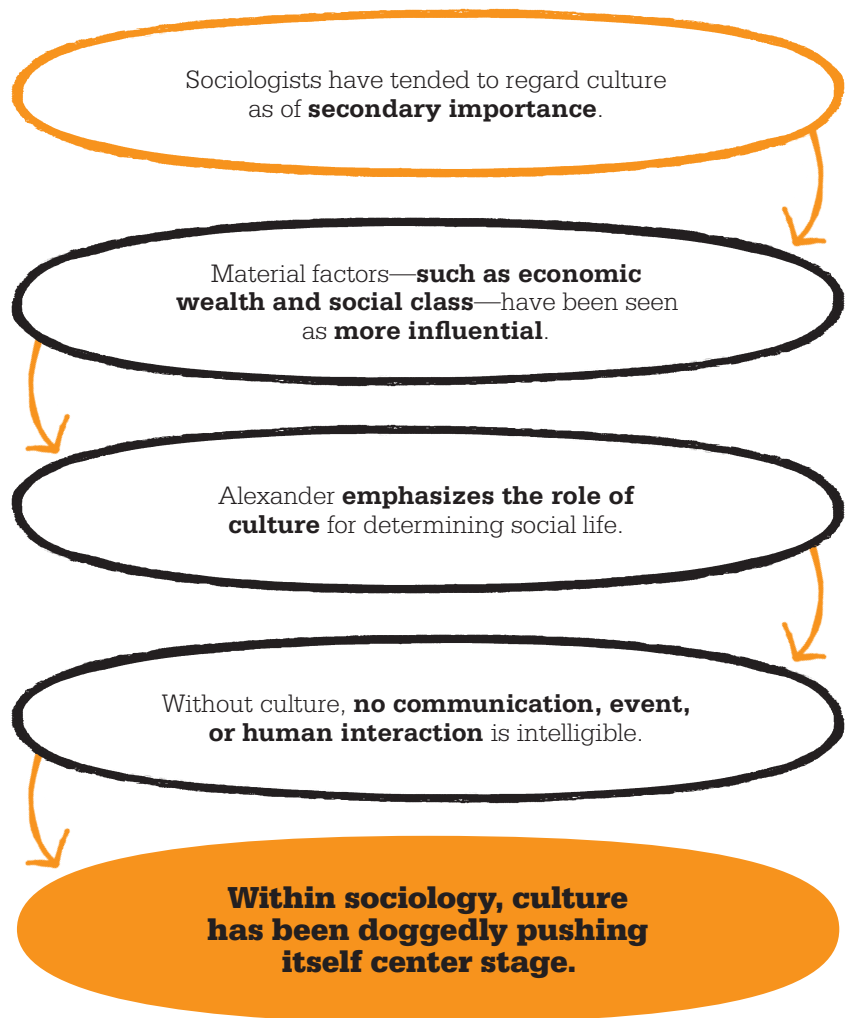 Sociologists have tended to regard culture
as of secondary importance.
Material factors—such as economic
wealth and social class—have been seen
as more influential.
Alexander emphasizes the role of
culture for determining social life.
Without culture, no communication, event,
or human interaction is intelligible.
Within sociology, culture
has been doggedly pushing
itself center stage.